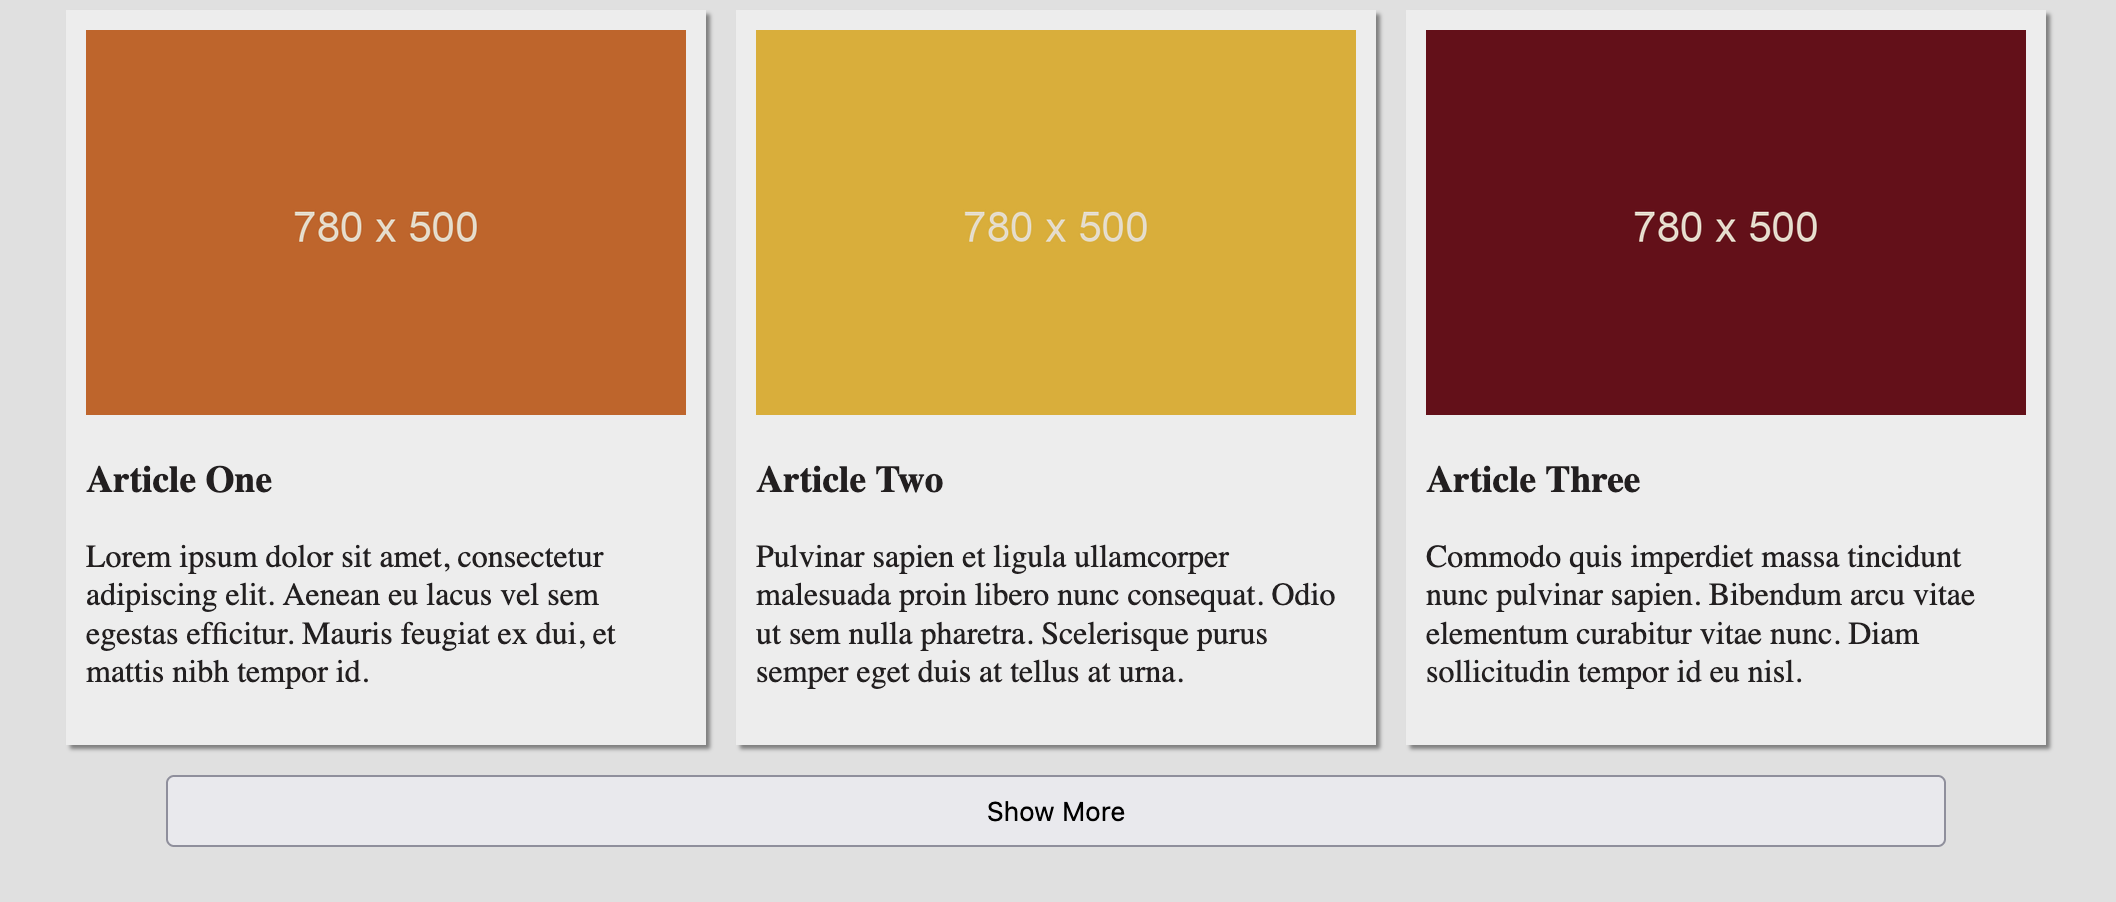 780 x 500
Article One
Lorem ipsum dolor sit amet, consectetur
adipiscing elit. Aenean eu lacus vel sem
egestas efficitur. Mauris feugiat ex dui, et
mattis nibh tempor id.
780 x 500
Article Two
Pulvinar sapien et ligula ullamcorper
malesuada proin libero nunc consequat. Odio
ut sem nulla pharetra. Scelerisque purus
semper eget duis at tellus at urna.
780 x 500
Article Three
Commodo quis imperdiet massa tincidunt
nunc pulvinar sapien. Bibendum arcu vitae
elementum curabitur vitae nunc. Diam
sollicitudin tempor id eu nisl.
Show More